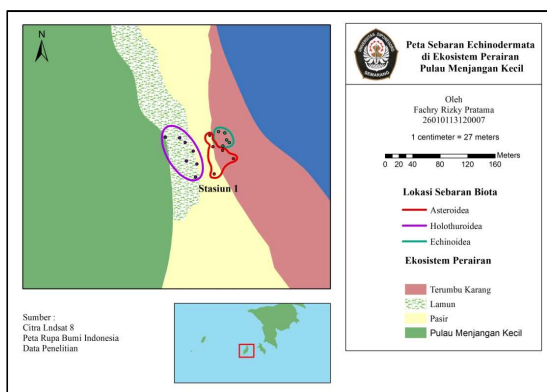 N
Stasiun 1
Sumber :
Citra Lndsat 8
Peta Rupa Bumi Indonesia
Data Penelitian
UNIVERSITAS DIPONEGORO
SEMARANG
Peta Sebaran Echinodermata
di Ekosistem Perairan
Pulau Menjangan Kecil
Oleh
Fachry Rizky Pratama
26010113120007
1 centimeter = 27 meters
Meters
0 20 40 80 120 160
Lokasi Sebaran Biota
Asteroidea
Holothuroidea
Echinoidea
Ekosistem Perairan
Terumbu Karang
Lamun
Pasir
Pulau Menjangan Kecil